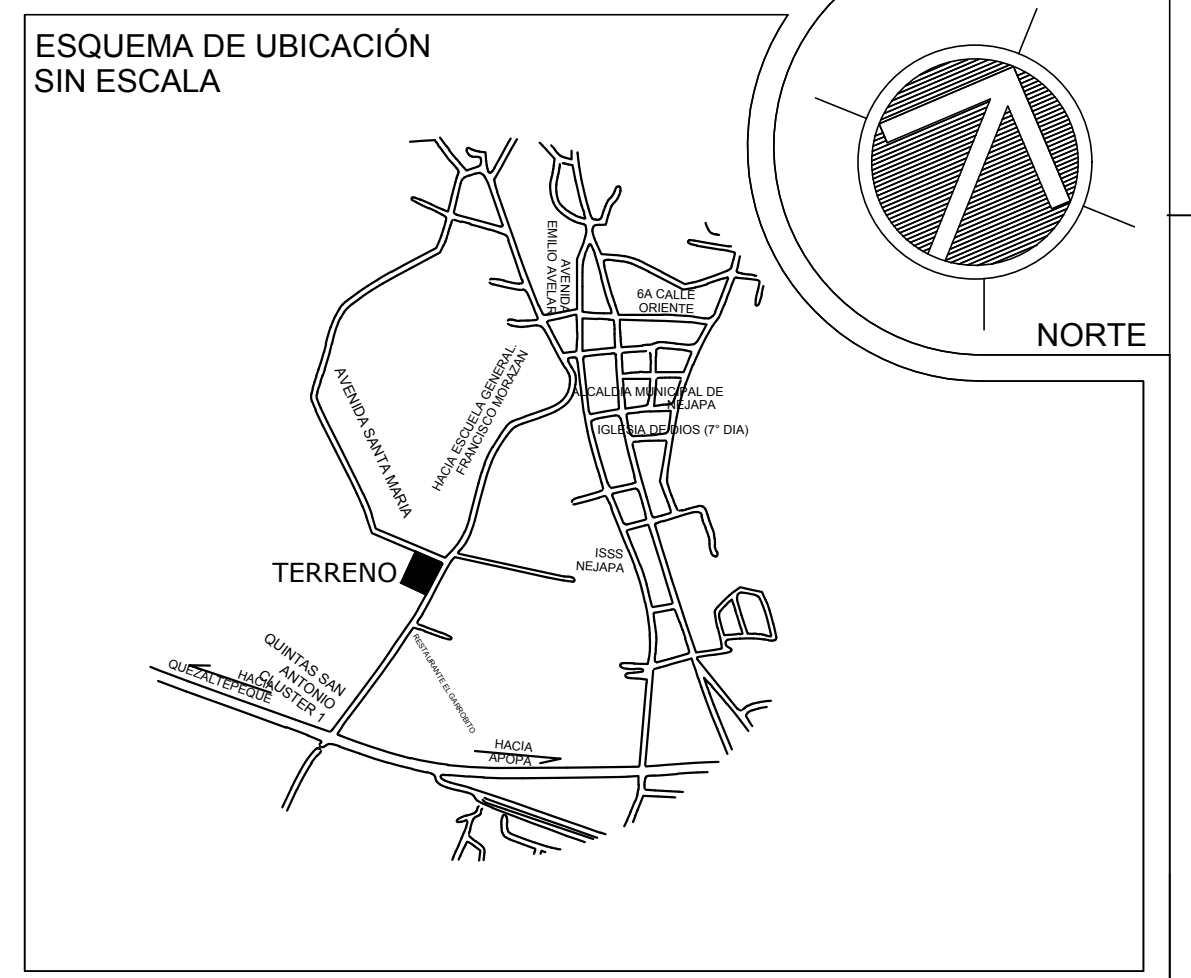 ESQUEMA DE UBICACIÓN
SIN ESCALA
NORTE
AVENIDA
EMILIO AVELAR
6A CALLE
ORIENTE
HACIA ESCUELA GENERAL.
FRANCISCO MORAZAN
AVENIDA SANTA MARIA
ALCALDIA MUNICIPAL DE
NEJAPA
IGLESIA DE DIOS (7° DIA)
ISSS
NEJAPA
TERRENO
QUINTAS SAN
ANTONIO
CLUSTER 1
HACIA
QUEZALTEPEQUE
RESTAURANTE EL GARROBITO
HACIA
APOPA